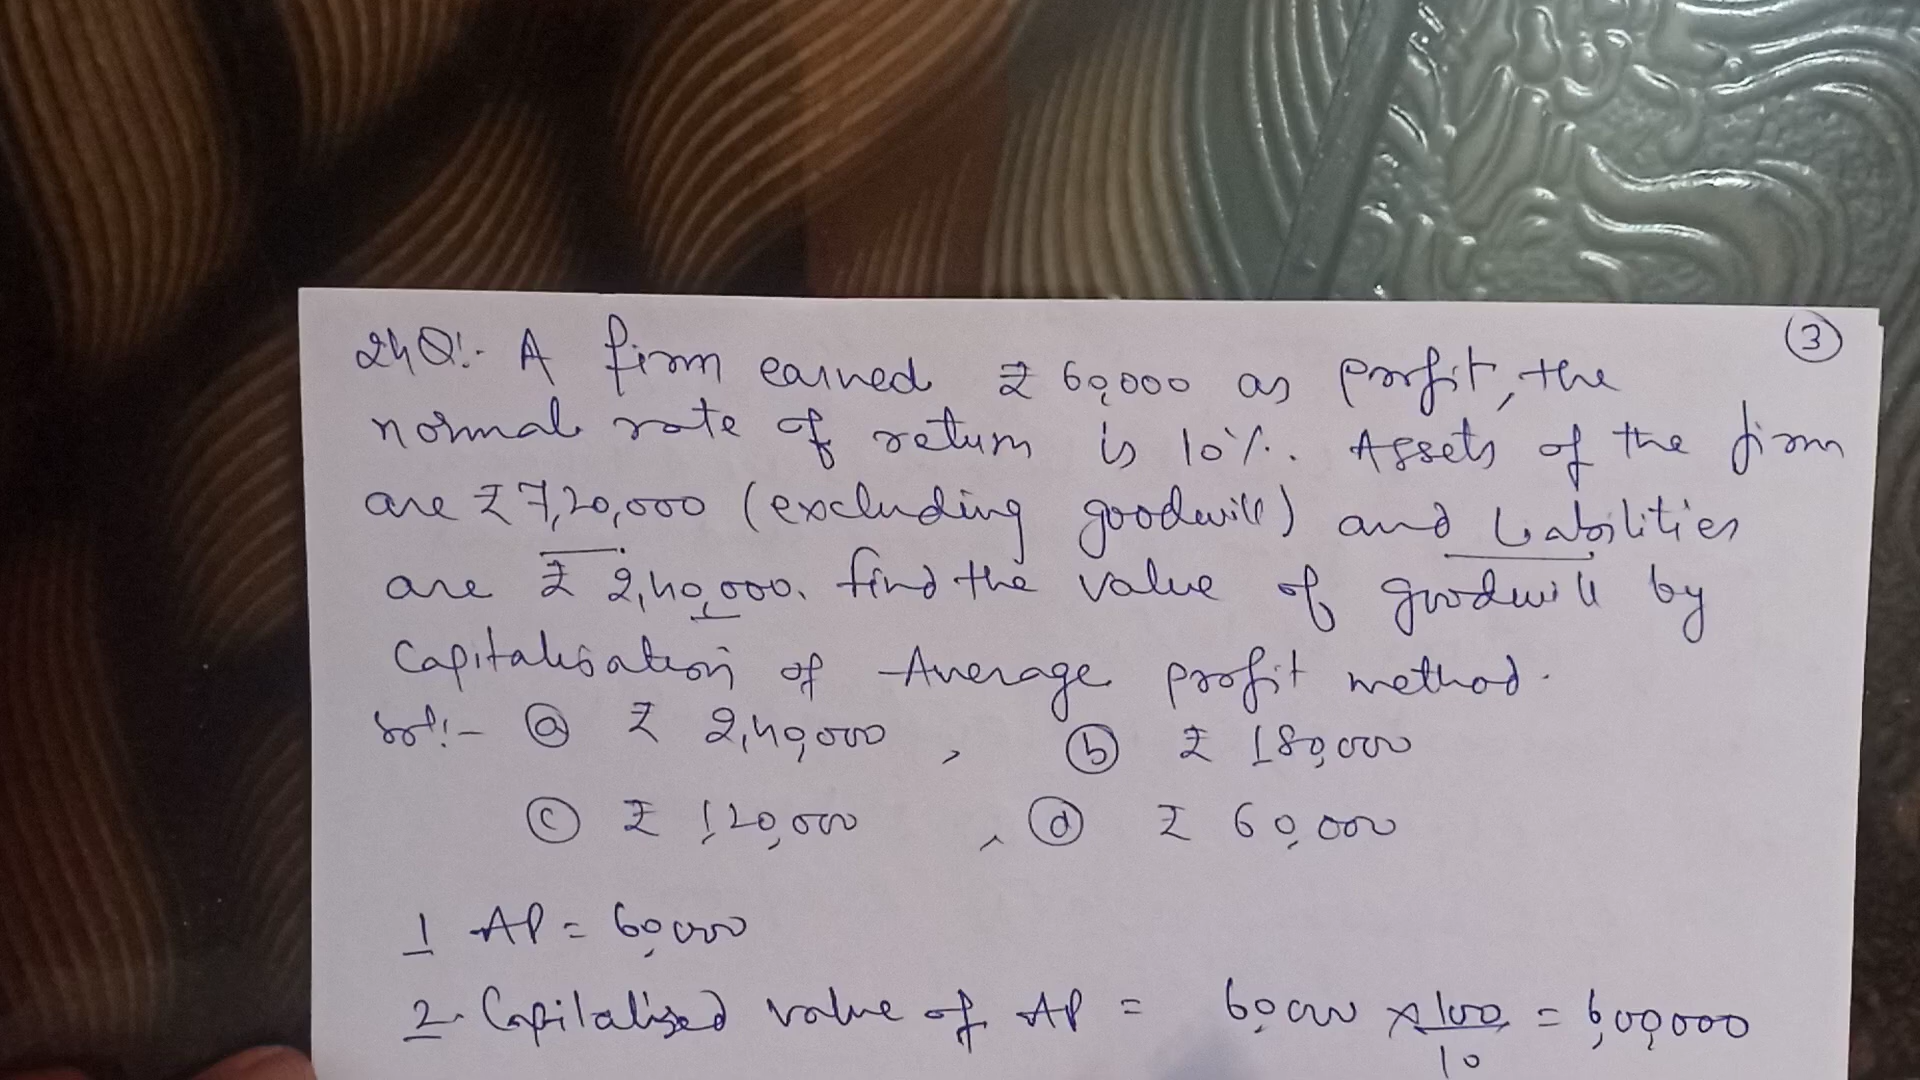 ③
24Q:- A firm earned ₹ 60,000 as profit, the
normal rate of return is 10%. Assets of the firm
are ₹ 7,20,000 (excluding goodwill) and Liabilities
are ₹ 2,40,000. find the value of goodwill by
Capitalisation of Average profit method.
Sol:- ⓐ ₹ 2,40,000 , ⓑ ₹ 180,000
ⓒ ₹ 120,000 , ⓓ ₹ 60,000
1 AP = 60,000
2. Capitalised value of AP = 60,000 × 100/10 = 6,00,000